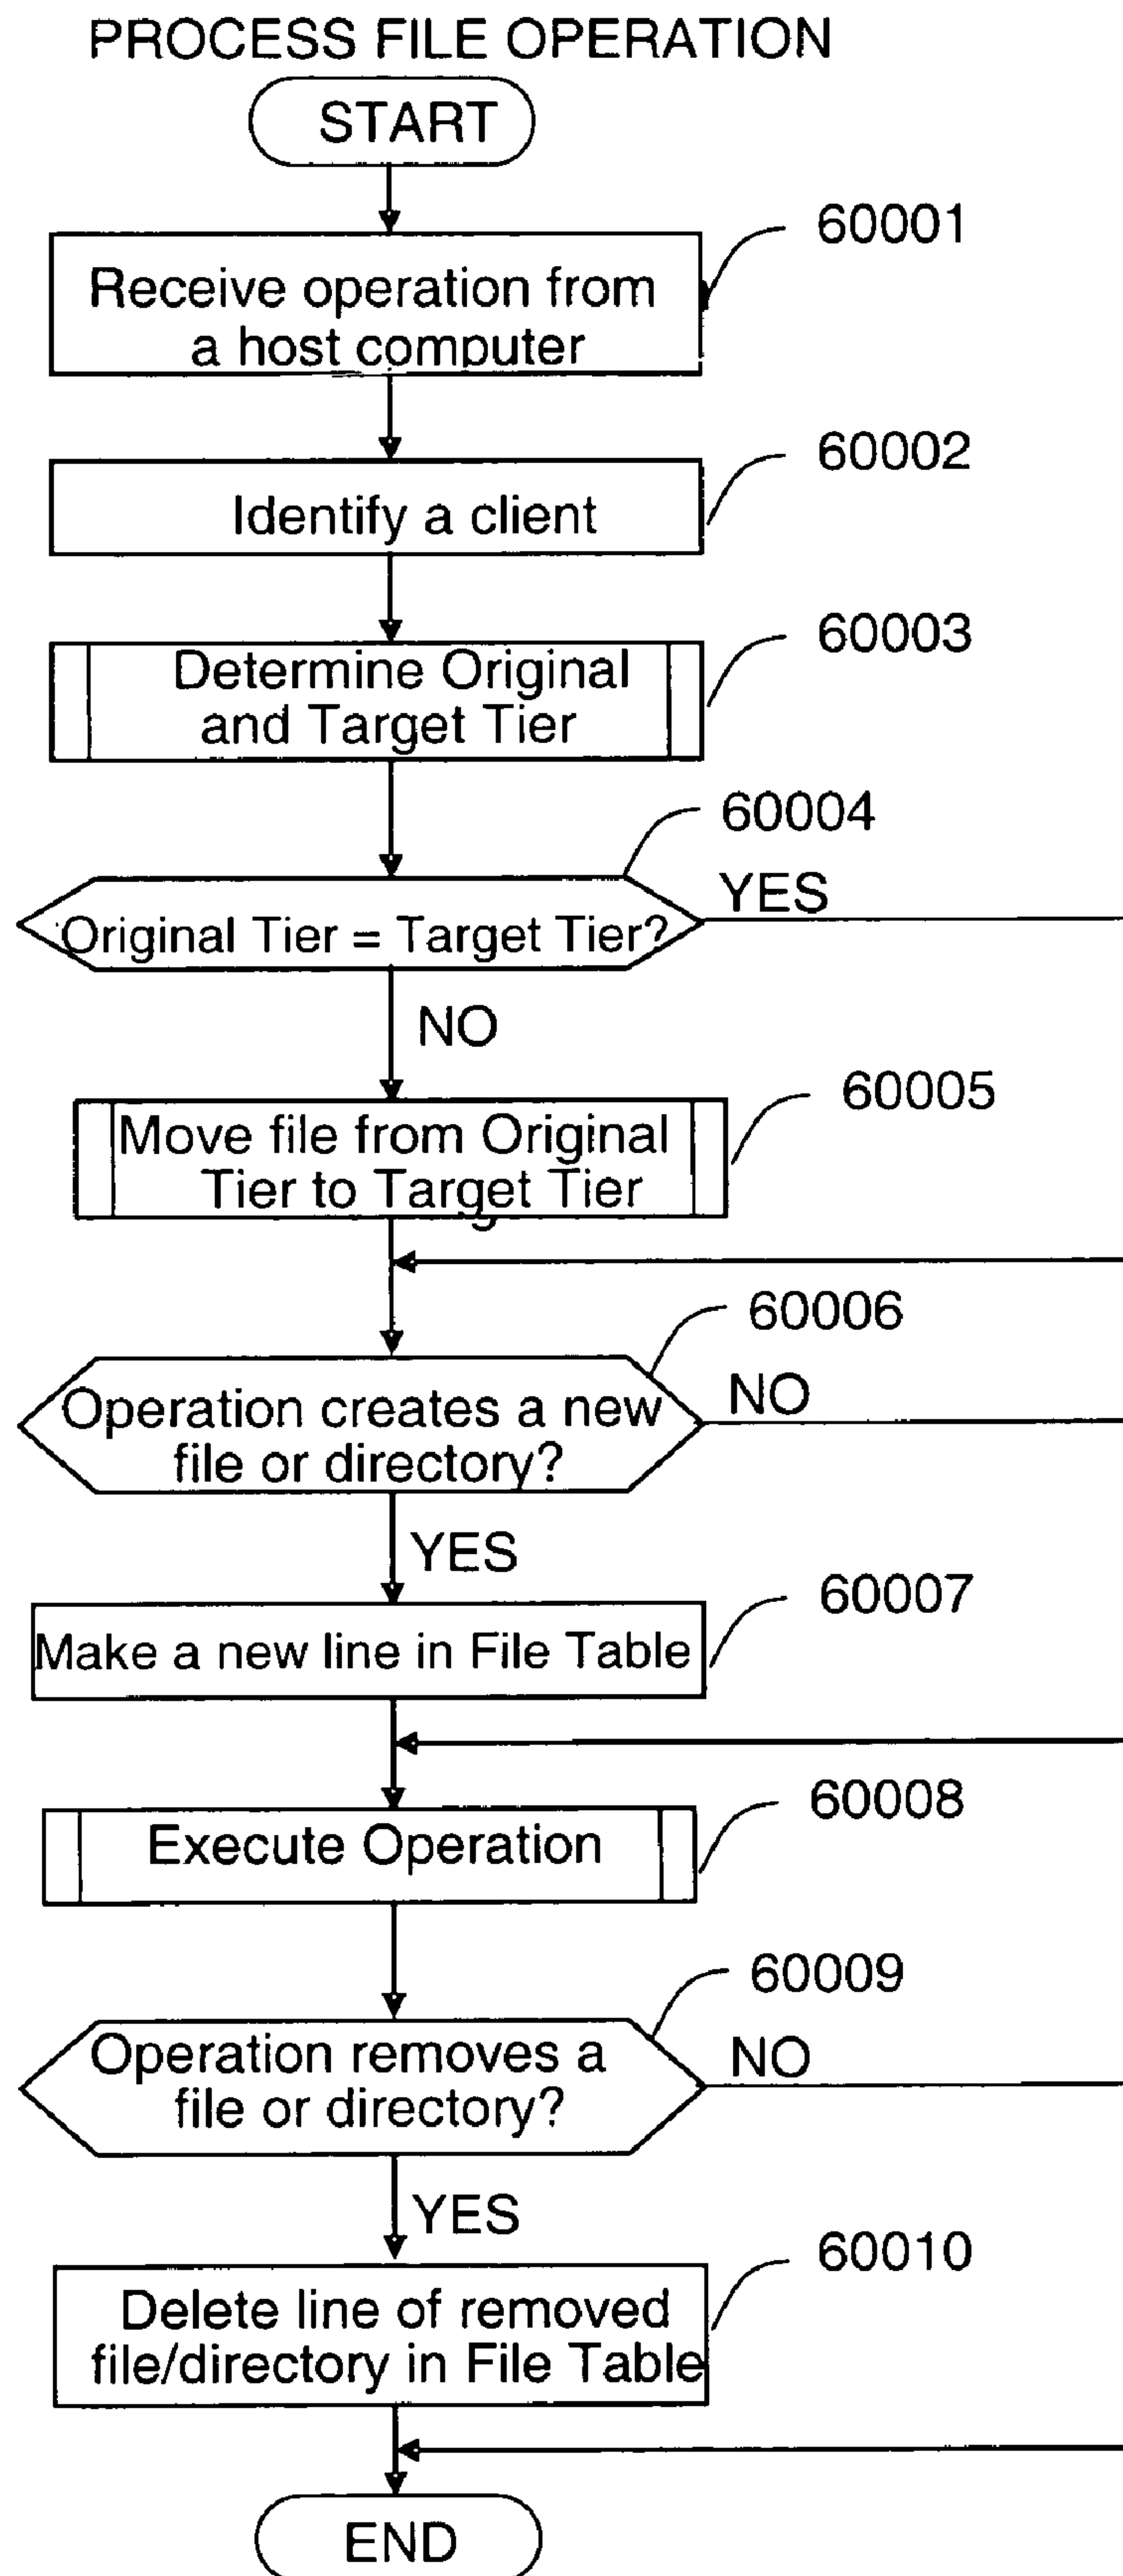 PROCESS FILE OPERATION
START
60001
Receive operation from
a host computer
60002
Identify a client
60003
Determine Original
and Target Tier
60004
YES
Original Tier = Target Tier?
NO
60005
Move file from Original
Tier to Target Tier
60006
NO
Operation creates a new
file or directory?
YES
60007
Make a new line in File Table
60008
Execute Operation
60009
NO
Operation removes a
file or directory?
YES
60010
Delete line of removed
file/directory in File Table
END